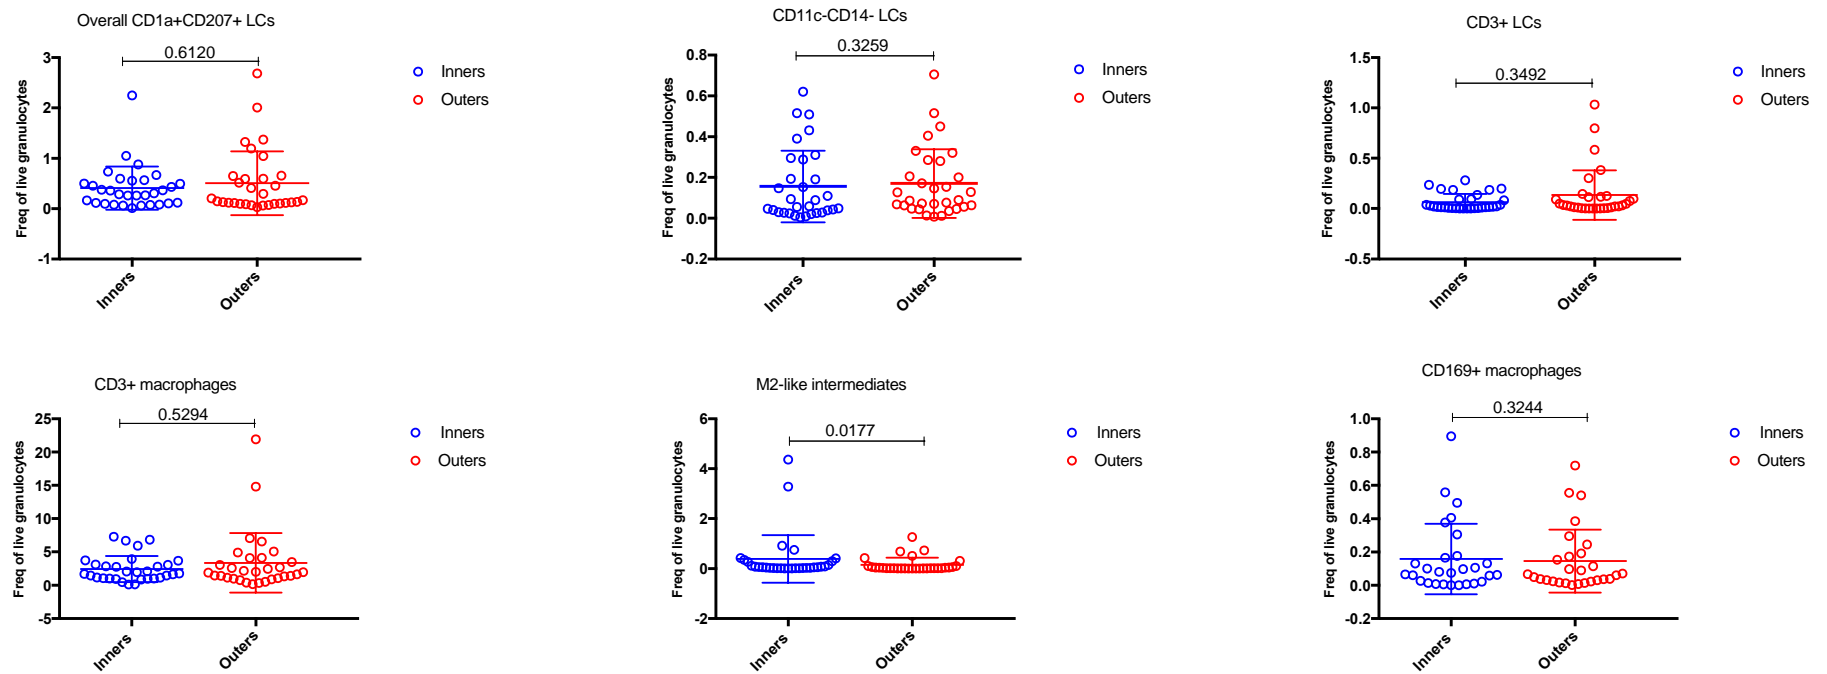 Overall CD1a+CD207+ LCs
0.6120
3
2
1
0
-1
Freq of live granulocytes
Inners
Outers
Inners
Outers
CD11c-CD14- LCs
0.3259
0.8
0.6
0.4
0.2
0.0
-0.2
Freq of live granulocytes
Inners
Outers
Inners
Outers
CD3+ LCs
0.3492
1.5
1.0
0.5
0.0
-0.5
Freq of live granulocytes
Inners
Outers
Inners
Outers
CD3+ macrophages
0.5294
25
20
15
10
5
0
-5
Freq of live granulocytes
Inners
Outers
Inners
Outers
M2-like intermediates
0.0177
6
4
2
0
-2
Freq of live granulocytes
Inners
Outers
Inners
Outers
CD169+ macrophages
0.3244
1.0
0.8
0.6
0.4
0.2
0.0
-0.2
Freq of live granulocytes
Inners
Outers
Inners
Outers